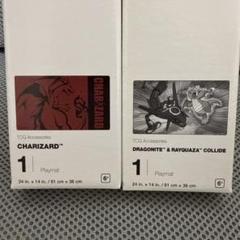 CHARIZARD
TCG Accessories
CHARIZARD™
1 Playmat
24 in. x 14 in. / 61 cm x 36 cm
6+
TCG Accessories
DRAGONITE™ & RAYQUAZA™ COLLIDE
1 Playmat
24 in. x 14 in. / 61 cm x 36 cm
6+